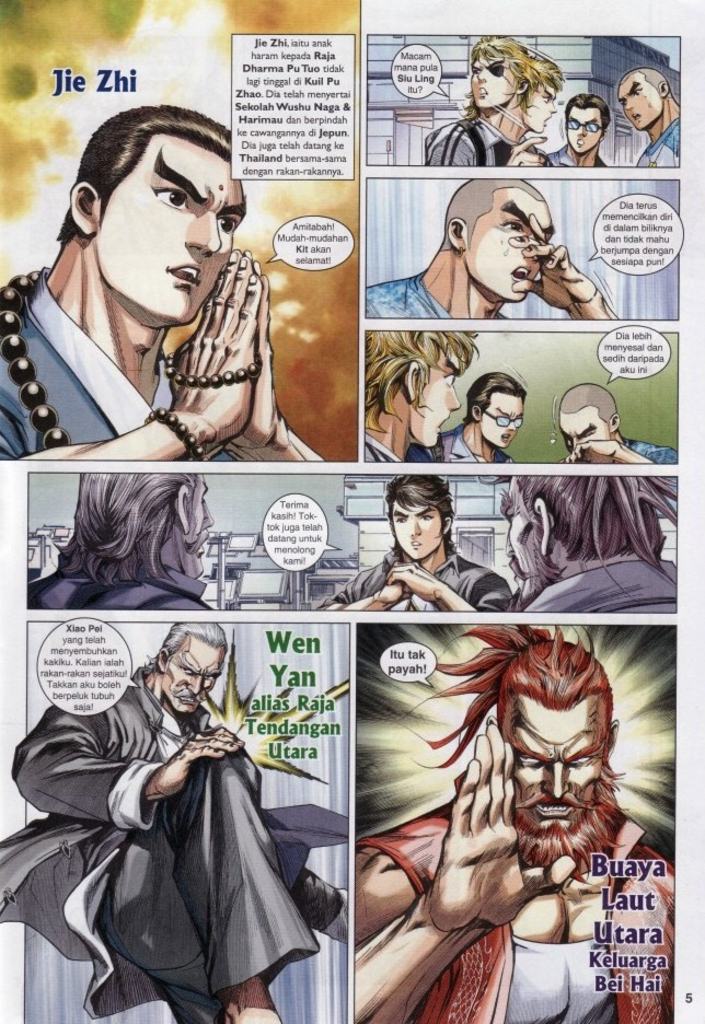 Jie Zhi
Jie Zhi, iaitu anak
haram kepada Raja
Dharma Pu Tuo tidak
lagi tinggal di Kuil Pu
Zhao. Dia telah menyertai
Sekolah Wushu Naga &
Harimau dan berpindah
ke cawangannya di Jepun.
Dia juga telah datang ke
Thailand bersama-sama
dengan rakan-rakannya.
Amitabah!
Mudah-mudahan
Kit akan
selamat!
Macam
mana pula
Siu Ling
itu?
Dia terus
memencilkan diri
di dalam biliknya
dan tidak mahu
berjumpa dengan
sesiapa pun!
Dia lebih
menyesal dan
sedih daripada
aku ini
Terima
kasih! Tok-
tok juga telah
datang untuk
menolong
kami!
Xiao Pei
yang telah
menyembuhkan
kakiku. Kalian ialah
rakan-rakan sejatiku!
Takkan aku boleh
berpeluk tubuh
saja!
Wen
Yan
alias Raja
Tendangan
Utara
Itu tak
payah!
Buaya
Laut
Utara
Keluarga
Bei Hai
5